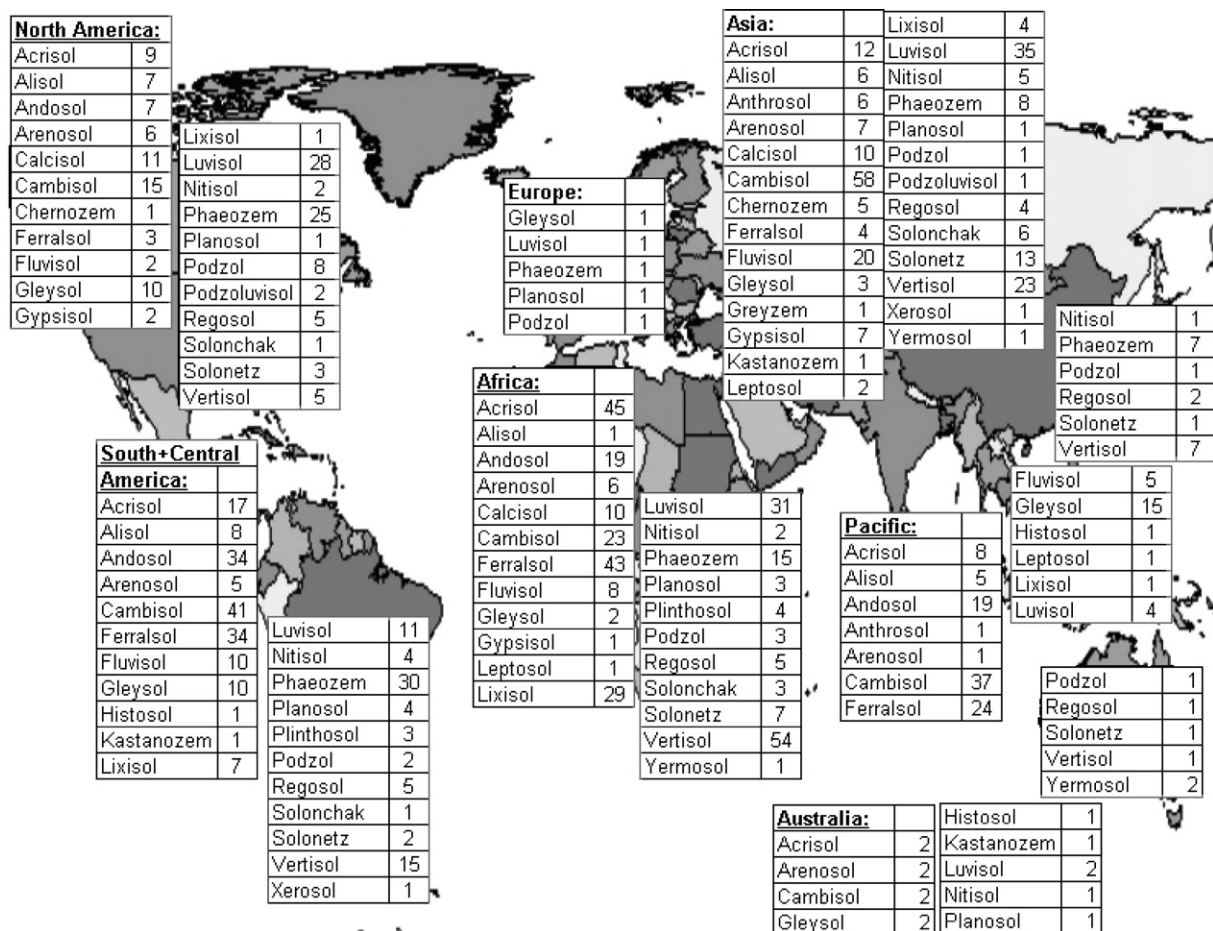 North America:
Acrisol 9
Alisol 7
Andosol 7
Arenosol 6
Calcisol 11
Cambisol 15
Chernozem 1
Ferralsol 3
Fluvisol 2
Gleysol 10
Gypsisol 2
Lixisol 1
Luvisol 28
Nitisol 2
Phaeozem 25
Planosol 1
Podzol 8
Podzoluvisol 2
Regosol 5
Solonchak 1
Solonetz 3
Vertisol 5
South+Central
America:
Acrisol 17
Alisol 8
Andosol 34
Arenosol 5
Cambisol 41
Ferralsol 34
Fluvisol 10
Gleysol 10
Histosol 1
Kastanozem 1
Lixisol 7
Luvisol 11
Nitisol 4
Phaeozem 30
Planosol 4
Plinthosol 3
Podzol 2
Regosol 5
Solonchak 1
Solonetz 2
Vertisol 15
Xerosol 1
Europe:
Gleysol 1
Luvisol 1
Phaeozem 1
Planosol 1
Podzol 1
Africa:
Acrisol 45
Alisol 1
Andosol 19
Arenosol 6
Calcisol 10
Cambisol 23
Ferralsol 43
Fluvisol 8
Gleysol 2
Gypsisol 1
Leptosol 1
Lixisol 29
Luvisol 31
Nitisol 2
Phaeozem 15
Planosol 3
Plinthosol 4
Podzol 3
Regosol 5
Solonchak 3
Solonetz 7
Vertisol 54
Yermosol 1
Asia:
Acrisol 12
Alisol 6
Anthrosol 6
Arenosol 7
Calcisol 10
Cambisol 58
Chernozem 5
Ferralsol 4
Fluvisol 20
Gleysol 3
Greyzem 1
Gypsisol 7
Kastanozem 1
Leptosol 2
Lixisol 4
Luvisol 35
Nitisol 5
Phaeozem 8
Planosol 1
Podzol 1
Podzoluvisol 1
Regosol 4
Solonchak 6
Solonetz 13
Vertisol 23
Xerosol 1
Yermosol 1
Pacific:
Acrisol 8
Alisol 5
Andosol 19
Anthrosol 1
Arenosol 1
Cambisol 37
Ferralsol 24
Fluvisol 5
Gleysol 15
Histosol 1
Leptosol 1
Lixisol 1
Luvisol 4
Nitisol 1
Phaeozem 7
Podzol 1
Regosol 2
Solonetz 1
Vertisol 7
Australia:
Acrisol 2
Arenosol 2
Cambisol 2
Gleysol 2
Histosol 1
Kastanozem 1
Luvisol 2
Nitisol 1
Planosol 1
Podzol 1
Regosol 1
Solonetz 1
Vertisol 1
Yermosol 2